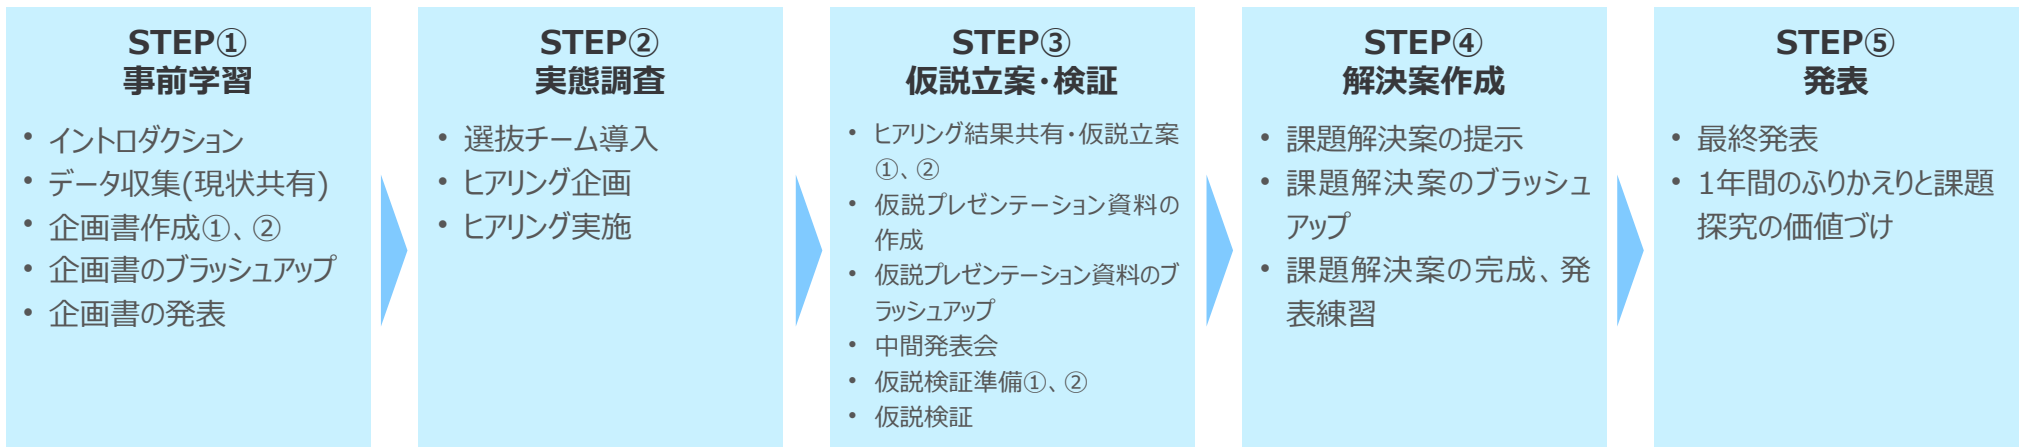 STEP①
事前学習
• イントロダクション
• データ収集(現状共有)
• 企画書作成①、②
• 企画書のブラッシュアップ
• 企画書の発表
STEP②
実態調査
• 選抜チーム導入
• ヒアリング企画
• ヒアリング実施
STEP③
仮説立案・検証
• ヒアリング結果共有・仮説立案
①、②
• 仮説プレゼンテーション資料の
作成
• 仮説プレゼンテーション資料のブ
ラッシュアップ
• 中間発表会
• 仮説検証準備①、②
• 仮説検証
STEP④
解決案作成
• 課題解決案の提示
• 課題解決案のブラッシュ
アップ
• 課題解決案の完成、発
表練習
STEP⑤
発表
• 最終発表
• 1年間のふりかえりと課題
探究の価値づけ